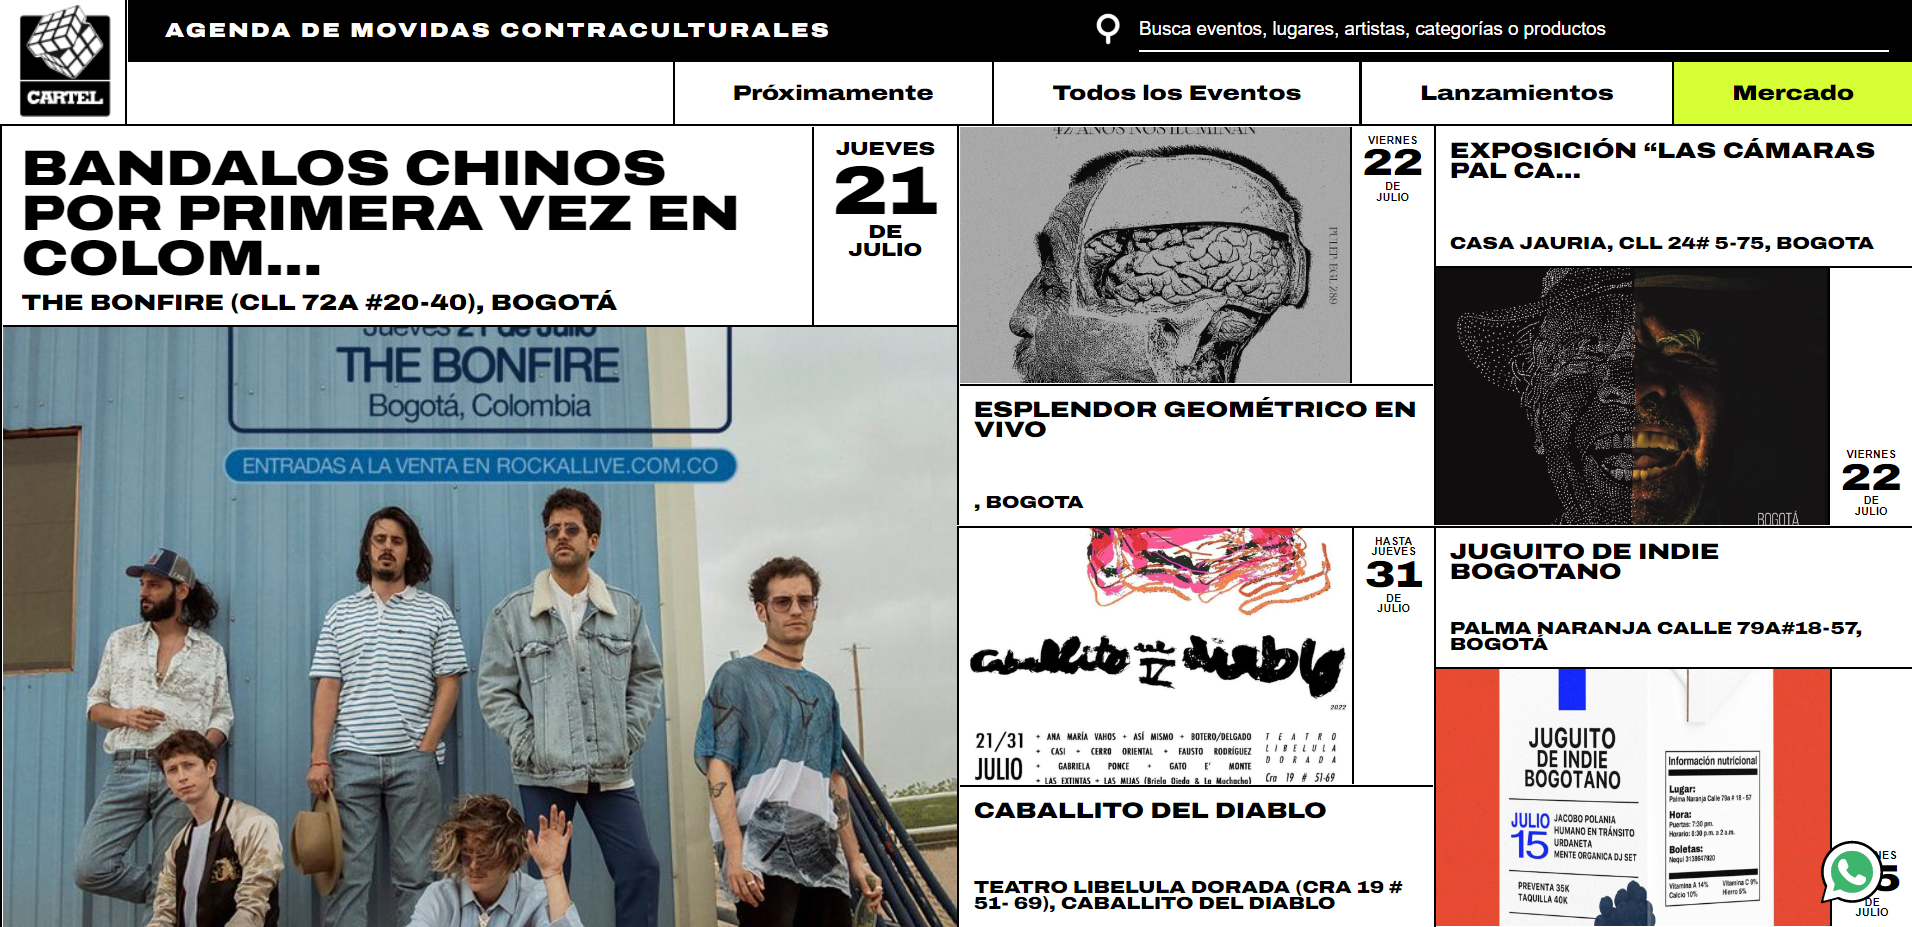 CARTEL
AGENDA DE MOVIDAS CONTRACULTURALES
Busca eventos, lugares, artistas, categorías o productos
Próximamente
Todos los Eventos
Lanzamientos
Mercado
BANDALOS CHINOS
POR PRIMERA VEZ EN
COLOM...
THE BONFIRE (CLL 72A #20-40), BOGOTÁ
JUEVES
21
DE
JULIO
Jueves 21 de Julio
THE BONFIRE
Bogotá, Colombia
ENTRADAS A LA VENTA EN ROCKALLIVE.COM.CO
42 AÑOS NOS ILUMINAN
PULEP: EGL289
VIERNES
22
DE
JULIO
ESPLENDOR GEOMÉTRICO EN
VIVO
, BOGOTA
EXPOSICIÓN “LAS CÁMARAS
PAL CA...
CASA JAURIA, CLL 24# 5-75, BOGOTA
BOGOTÁ
VIERNES
22
DE
JULIO
caballito del diablo
IV
2022
21/31
JULIO
+ ANA MARÍA VAHOS + ASÍ MISMO + BOTERO/DELGADO
+ CASI + CERRO ORIENTAL + FAUSTO RODRÍGUEZ
+ GABRIELA PONCE + GATO E' MONTE
+ LAS EXTINTAS + LAS MIJAS (Briela Ojeda & La Muchacha)
TEATRO
LIBELULA
DORADA
Cra 19 # 51-69
HASTA
JUEVES
31
DE
JULIO
CABALLITO DEL DIABLO
TEATRO LIBELULA DORADA (CRA 19 #
51- 69), CABALLITO DEL DIABLO
JUGUITO DE INDIE
BOGOTANO
PALMA NARANJA CALLE 79A#18-57,
BOGOTÁ
JUGUITO
DE INDIE
BOGOTANO
JULIO
15
JACOBO POLANIA
HUMANO EN TRÁNSITO
URDANETA
MENTE ORGANICA DJ SET
PREVENTA 35K
TAQUILLA 40K
Información nutricional
Lugar:
Palma Naranja Calle 79a # 18 - 57
Hora:
Puertas: 7:30 pm.
Horario: 8:30 p.m. a 2 a.m.
Boletas:
Nequi 3138647920
Vitamina A 14%
Vitamina C 9%
Calcio 10%
Hierro 6%
NES
5
DE
JULIO